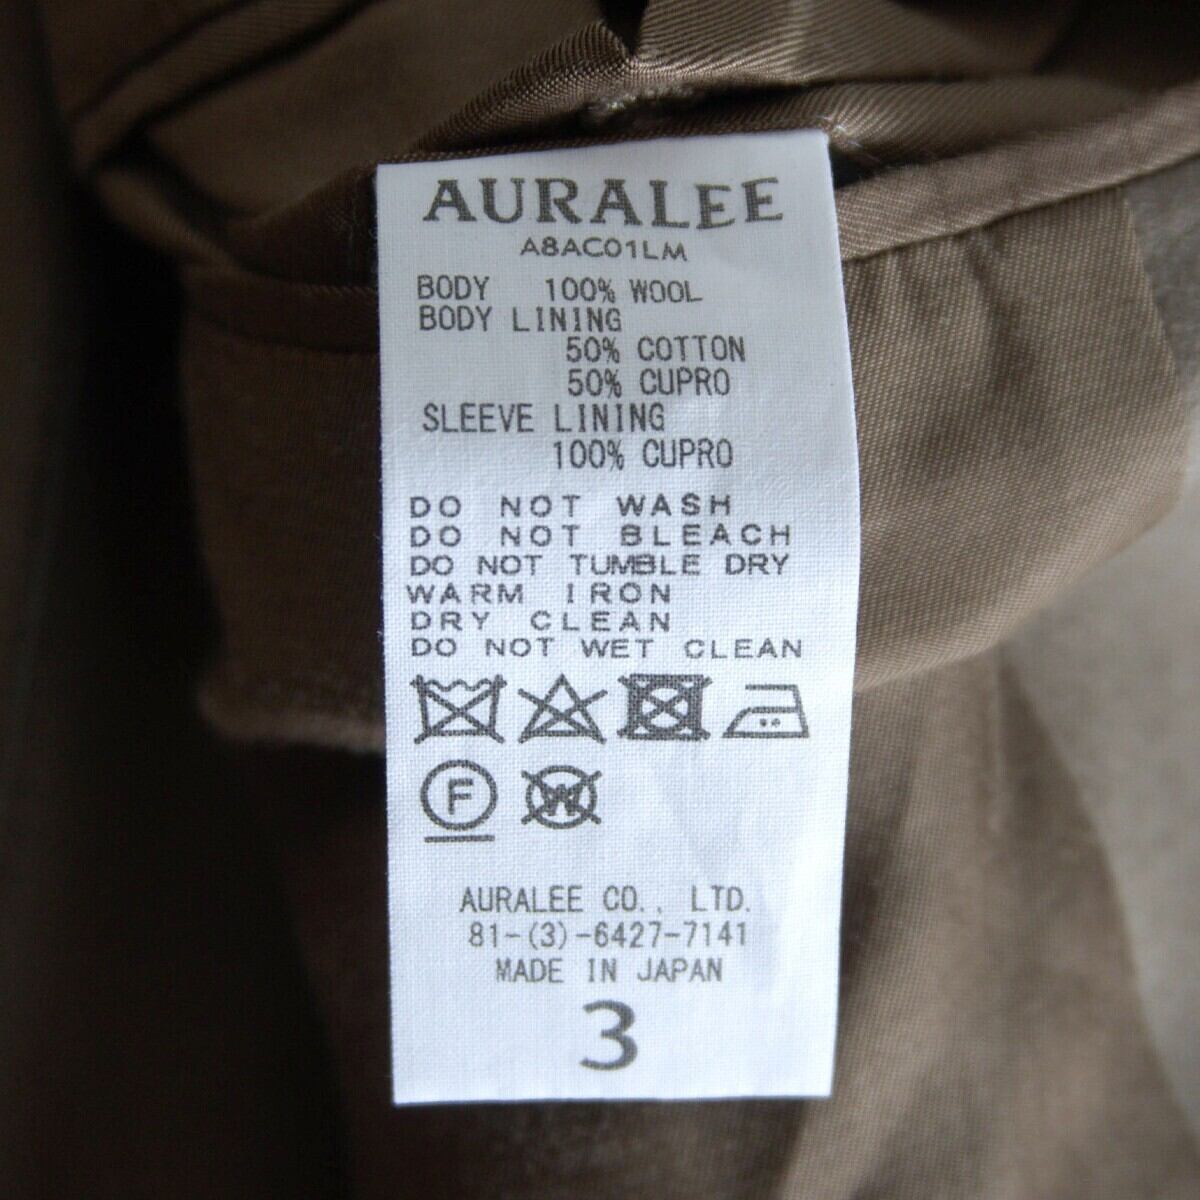 AURALEE
A8AC01LM
BODY 100% WOOL
BODY LINING
50% COTTON
50% CUPRO
SLEEVE LINING
100% CUPRO
DO NOT WASH
DO NOT BLEACH
DO NOT TUMBLE DRY
WARM IRON
DRY CLEAN
DO NOT WET CLEAN
F W
AURALEE CO., LTD.
81-(3)-6427-7141
MADE IN JAPAN
3